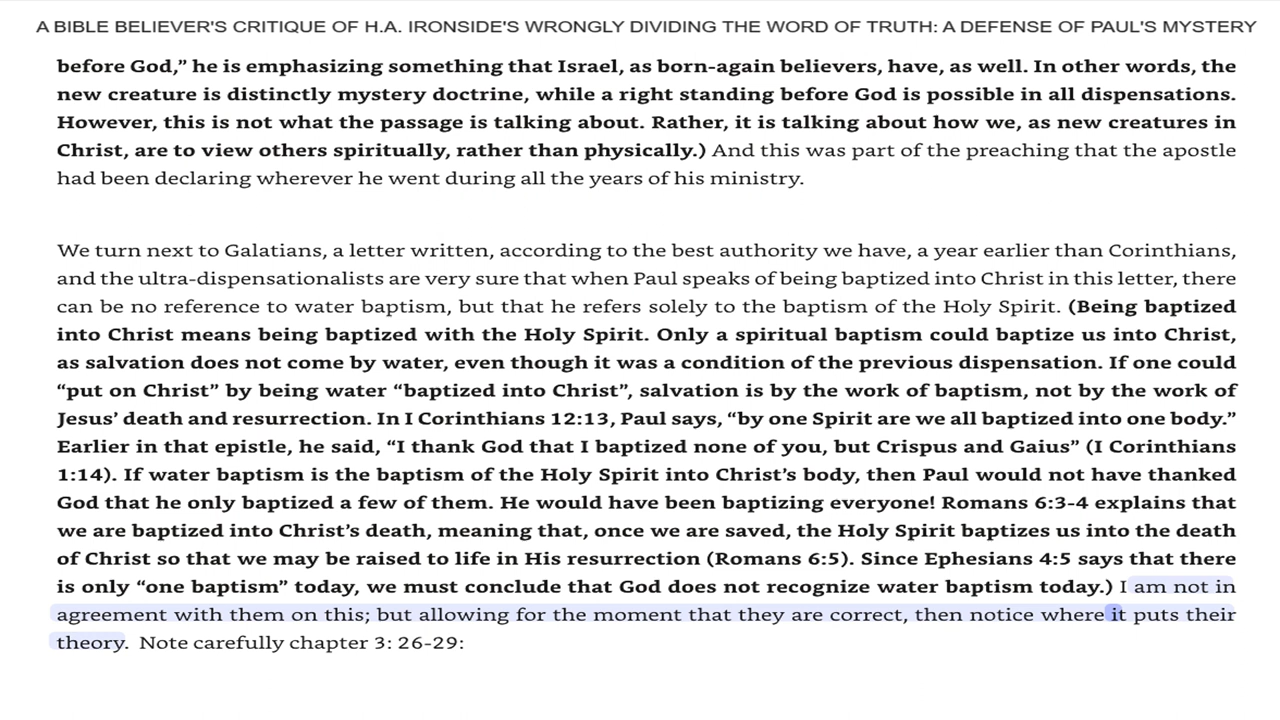 A BIBLE BELIEVER'S CRITIQUE OF H.A. IRONSIDE'S WRONGLY DIVIDING THE WORD OF TRUTH: A DEFENSE OF PAUL'S MYSTERY
before God,” he is emphasizing something that Israel, as born-again believers, have, as well. In other words, the
new creature is distinctly mystery doctrine, while a right standing before God is possible in all dispensations.
However, this is not what the passage is talking about. Rather, it is talking about how we, as new creatures in
Christ, are to view others spiritually, rather than physically.) And this was part of the preaching that the apostle
had been declaring wherever he went during all the years of his ministry.
We turn next to Galatians, a letter written, according to the best authority we have, a year earlier than Corinthians,
and the ultra-dispensationalists are very sure that when Paul speaks of being baptized into Christ in this letter, there
can be no reference to water baptism, but that he refers solely to the baptism of the Holy Spirit. (Being baptized
into Christ means being baptized with the Holy Spirit. Only a spiritual baptism could baptize us into Christ,
as salvation does not come by water, even though it was a condition of the previous dispensation. If one could
“put on Christ” by being water “baptized into Christ”, salvation is by the work of baptism, not by the work of
Jesus’ death and resurrection. In I Corinthians 12:13, Paul says, “by one Spirit are we all baptized into one body.”
Earlier in that epistle, he said, “I thank God that I baptized none of you, but Crispus and Gaius” (I Corinthians
1:14). If water baptism is the baptism of the Holy Spirit into Christ’s body, then Paul would not have thanked
God that he only baptized a few of them. He would have been baptizing everyone! Romans 6:3-4 explains that
we are baptized into Christ’s death, meaning that, once we are saved, the Holy Spirit baptizes us into the death
of Christ so that we may be raised to life in His resurrection (Romans 6:5). Since Ephesians 4:5 says that there
is only “one baptism” today, we must conclude that God does not recognize water baptism today.) I am not in
agreement with them on this; but allowing for the moment that they are correct, then notice where it puts their
theory. Note carefully chapter 3: 26-29: